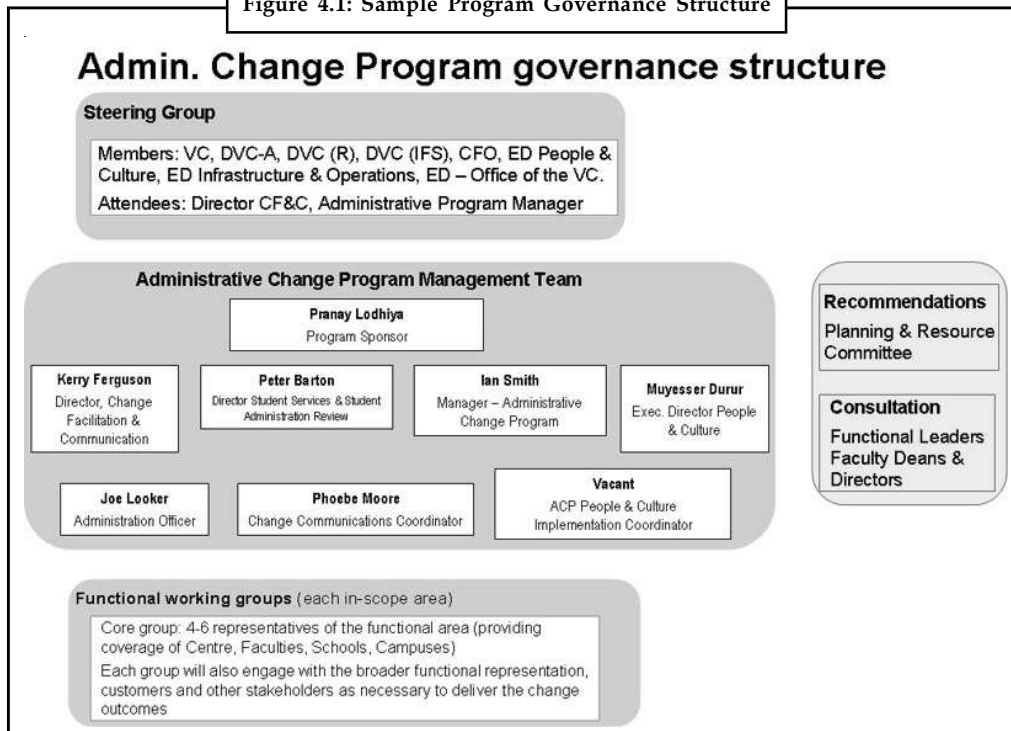 Figure 4.1: Sample Program Governance Structure
Admin. Change Program governance structure
Steering Group
Members: VC, DVC-A, DVC (R), DVC (IFS), CFO, ED People &
Culture, ED Infrastructure & Operations, ED – Office of the VC.
Attendees: Director CF&C, Administrative Program Manager
Administrative Change Program Management Team
Pranay Lodhiya
Program Sponsor
Kerry Ferguson
Director, Change
Facilitation &
Communication
Peter Barton
Director Student Services & Student
Administration Review
Ian Smith
Manager – Administrative
Change Program
Muyesser Durur
Exec. Director People
& Culture
Joe Looker
Administration Officer
Phoebe Moore
Change Communications Coordinator
Vacant
ACP People & Culture
Implementation Coordinator
Recommendations
Planning & Resource
Committee
Consultation
Functional Leaders
Faculty Deans &
Directors
Functional working groups (each in-scope area)
Core group: 4-6 representatives of the functional area (providing
coverage of Centre, Faculties, Schools, Campuses)
Each group will also engage with the broader functional representation,
customers and other stakeholders as necessary to deliver the change
outcomes